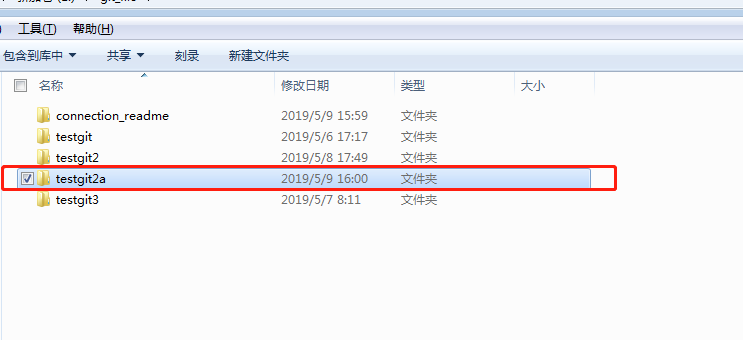 工具(T) 帮助(H)
包含到库中 共享 刻录 新建文件夹
名称 修改日期 类型 大小
connection_readme 2019/5/9 15:59 文件夹
testgit 2019/5/6 17:17 文件夹
testgit2 2019/5/8 17:49 文件夹
testgit2a 2019/5/9 16:00 文件夹
testgit3 2019/5/7 8:11 文件夹